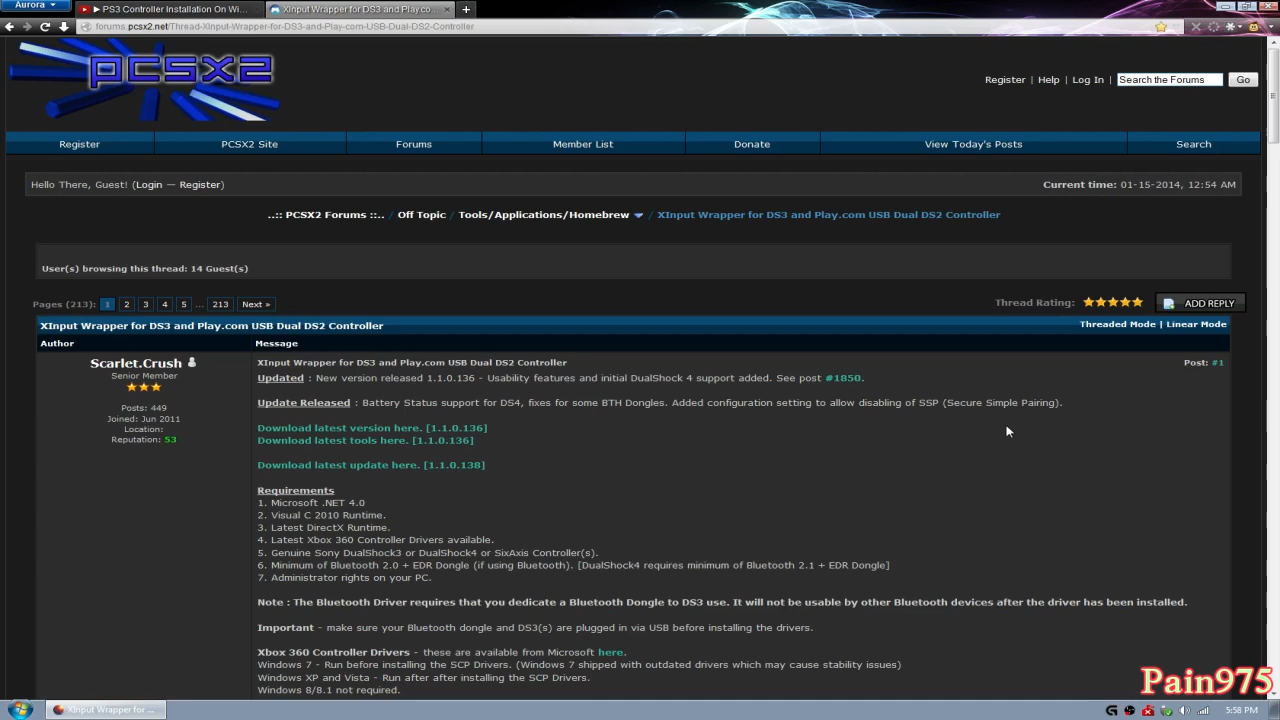 Aurora
▶ PS3 Controller Installation On Wi...
XInput Wrapper for DS3 and Play.co...
forums.pcsx2.net/Thread-XInput-Wrapper-for-DS3-and-Play-com-USB-Dual-DS2-Controller
PCSX2
Register | Help | Log In | Search the Forums Go
Register PCSX2 Site Forums Member List Donate View Today's Posts Search
Hello There, Guest! (Login — Register) Current time: 01-15-2014, 12:54 AM
..:: PCSX2 Forums ::.. / Off Topic / Tools/Applications/Homebrew / XInput Wrapper for DS3 and Play.com USB Dual DS2 Controller
User(s) browsing this thread: 14 Guest(s)
Pages (213): 1 2 3 4 5 ... 213 Next » Thread Rating: ADD REPLY
XInput Wrapper for DS3 and Play.com USB Dual DS2 Controller Threaded Mode | Linear Mode
Author Message
Scarlet.Crush
Senior Member
Posts: 449
Joined: Jun 2011
Location:
Reputation: 53
XInput Wrapper for DS3 and Play.com USB Dual DS2 Controller Post: #1
Updated : New version released 1.1.0.136 - Usability features and initial DualShock 4 support added. See post #1850.
Update Released : Battery Status support for DS4, fixes for some BTH Dongles. Added configuration setting to allow disabling of SSP (Secure Simple Pairing).
Download latest version here. [1.1.0.136]
Download latest tools here. [1.1.0.136]
Download latest update here. [1.1.0.138]
Requirements
1. Microsoft .NET 4.0
2. Visual C 2010 Runtime.
3. Latest DirectX Runtime.
4. Latest Xbox 360 Controller Drivers available.
5. Genuine Sony DualShock3 or DualShock4 or SixAxis Controller(s).
6. Minimum of Bluetooth 2.0 + EDR Dongle (if using Bluetooth). [DualShock4 requires minimum of Bluetooth 2.1 + EDR Dongle]
7. Administrator rights on your PC.
Note : The Bluetooth Driver requires that you dedicate a Bluetooth Dongle to DS3 use. It will not be usable by other Bluetooth devices after the driver has been installed.
Important - make sure your Bluetooth dongle and DS3(s) are plugged in via USB before installing the drivers.
Xbox 360 Controller Drivers - these are available from Microsoft here.
Windows 7 - Run before installing the SCP Drivers. (Windows 7 shipped with outdated drivers which may cause stability issues)
Windows XP and Vista - Run after after installing the SCP Drivers.
Windows 8/8.1 not required.
Pain975
XInput Wrapper for ...
5:58 PM